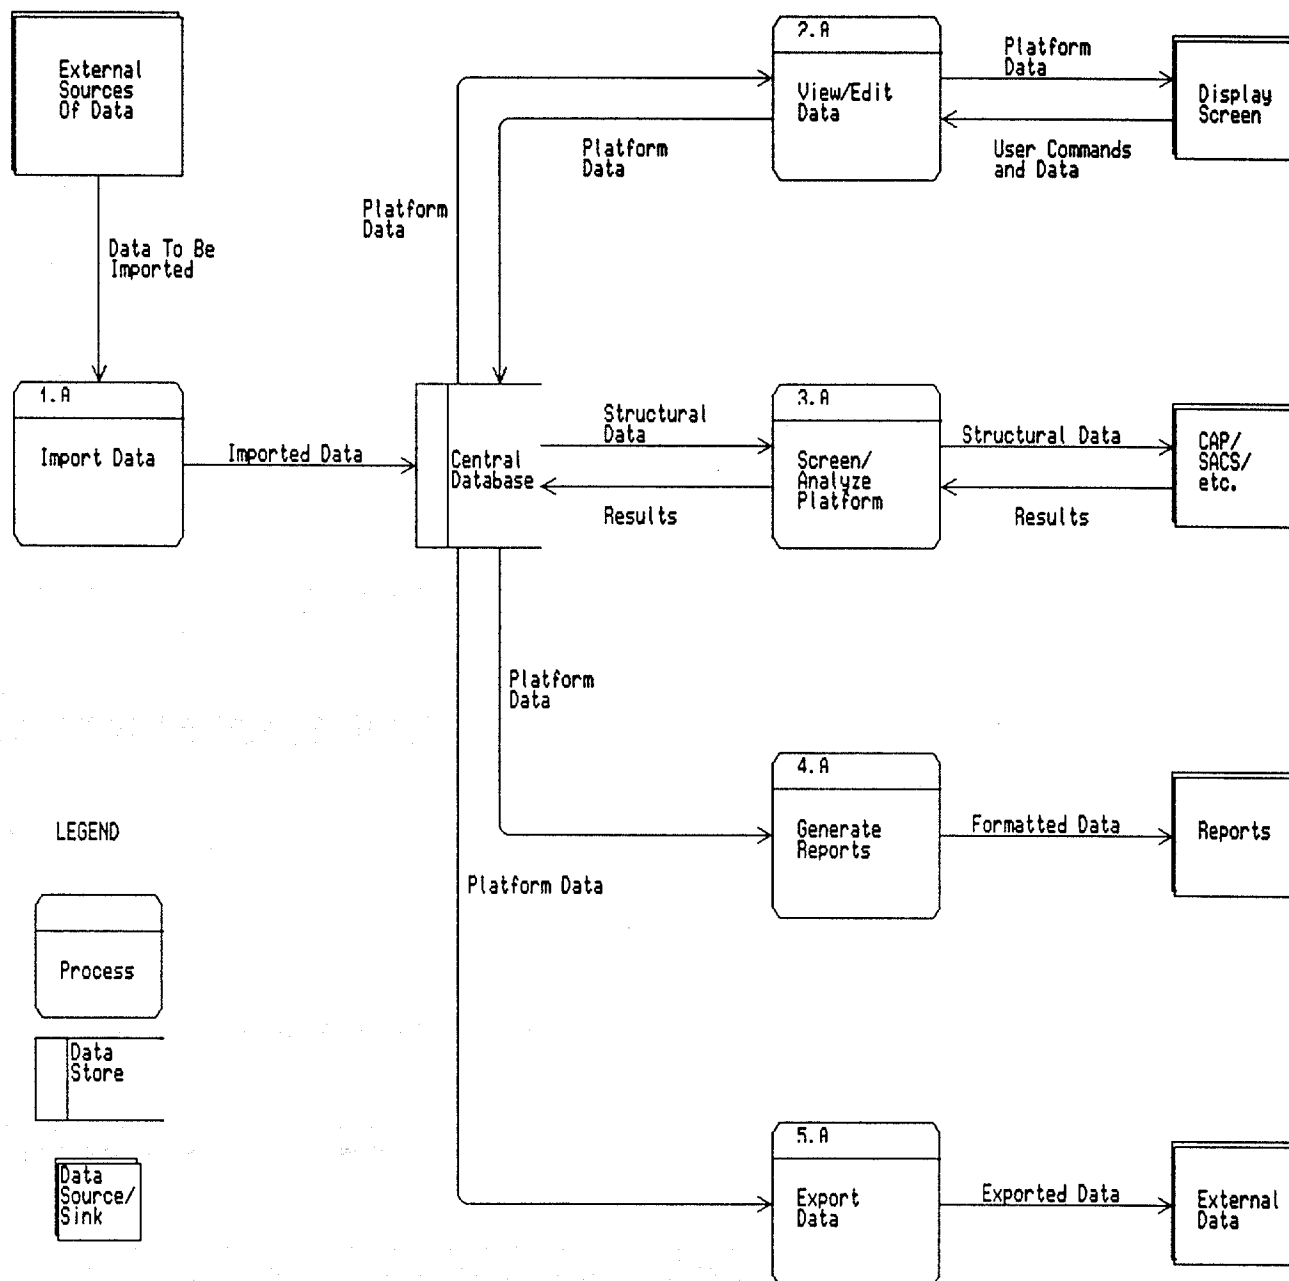 External
Sources
Of Data
Data To Be
Imported
1.A
Import Data
Imported Data
Central
Database
Platform
Data
Platform
Data
2.A
View/Edit
Data
Platform
Data
User Commands
and Data
Display
Screen
Structural
Data
Results
3.A
Screen/
Analyze
Platform
Structural Data
Results
CAP/
SACS/
etc.
Platform
Data
4.A
Generate
Reports
Formatted Data
Reports
Platform Data
5.A
Export
Data
Exported Data
External
Data
LEGEND
Process
Data
Store
Data
Source/
Sink